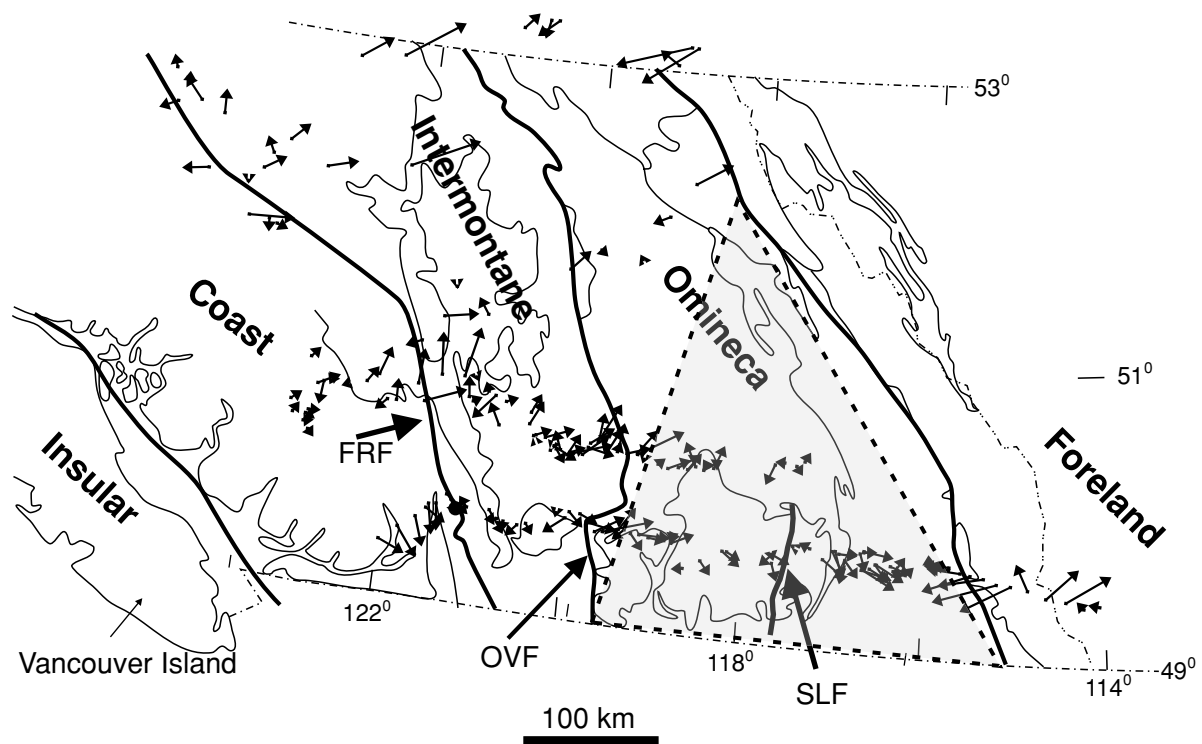 53⁰
Intermontane
Omineca
Coast
51⁰
FRF
Insular
Foreland
122⁰
Vancouver Island
OVF
118⁰
SLF
49⁰
114⁰
100 km